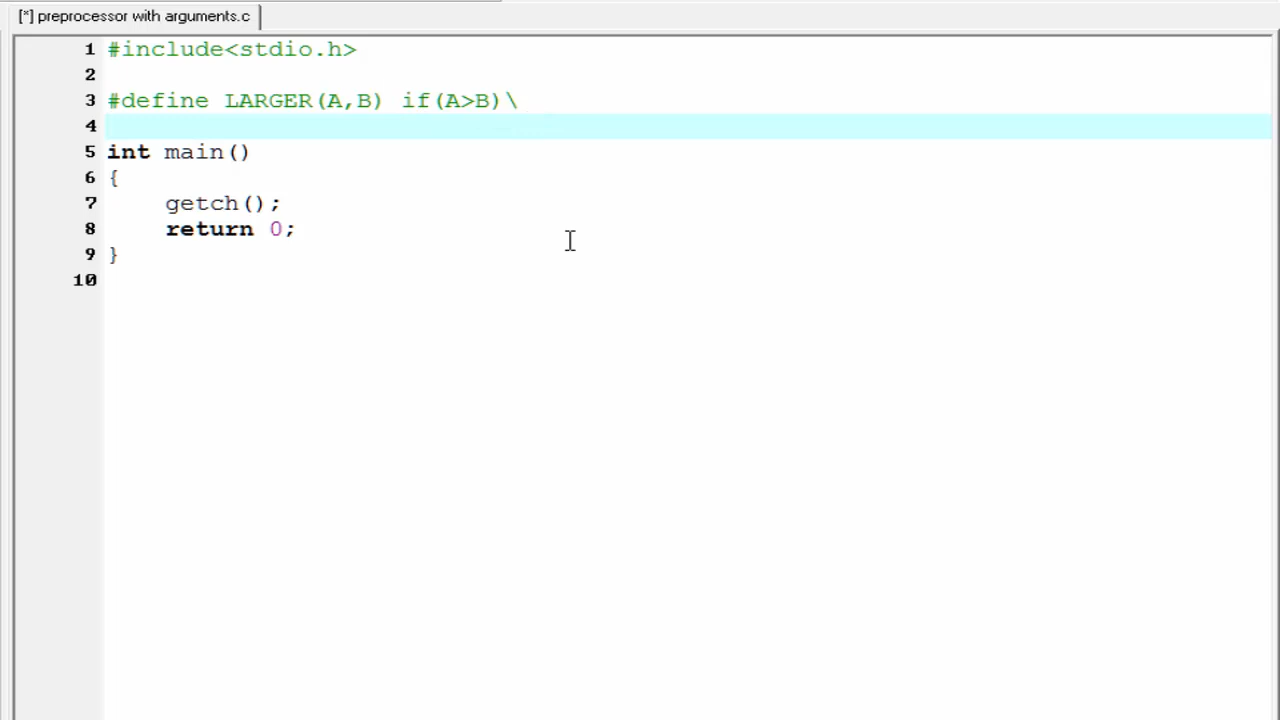 [*] preprocessor with arguments.c
1 #include<stdio.h>
2
3 #define LARGER(A,B) if(A>B)\
4
5 int main()
6 {
7 getch();
8 return 0;
9 }
10